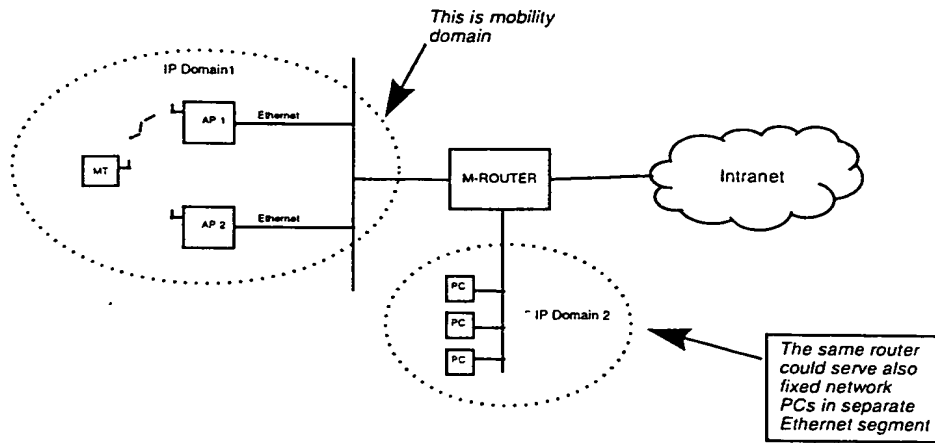 This is mobility
domain
IP Domain1
AP 1
Ethernet
MT
M-ROUTER
Intranet
AP 2
Ethernet
PC
PC
IP Domain 2
PC
The same router
could serve also
fixed network
PCs in separate
Ethernet segment